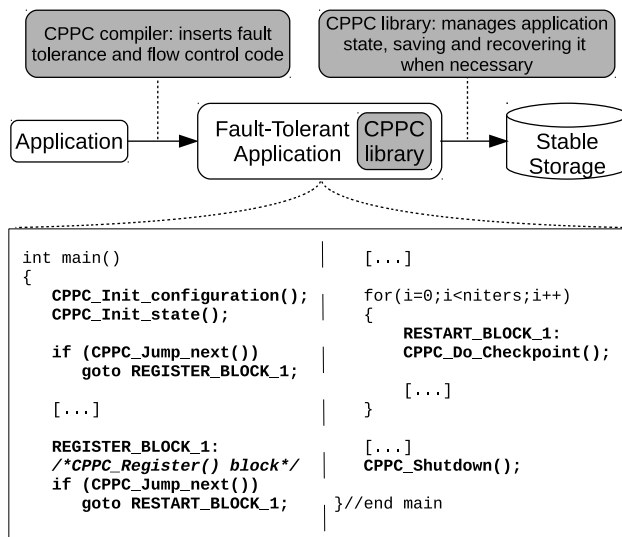 CPPC compiler: inserts fault
tolerance and flow control code
CPPC library: manages application
state, saving and recovering it
when necessary
Application
Fault-Tolerant
Application
CPPC
library
Stable
Storage
int main()
{
CPPC_Init_configuration();
CPPC_Init_state();
if (CPPC_Jump_next())
goto REGISTER_BLOCK_1;
[...]
REGISTER_BLOCK_1:
/*CPPC_Register() block*/
if (CPPC_Jump_next())
goto RESTART_BLOCK_1;
[...]
for(i=0;i<niters;i++)
{
RESTART_BLOCK_1:
CPPC_Do_Checkpoint();
[...]
}
[...]
CPPC_Shutdown();
}//end main